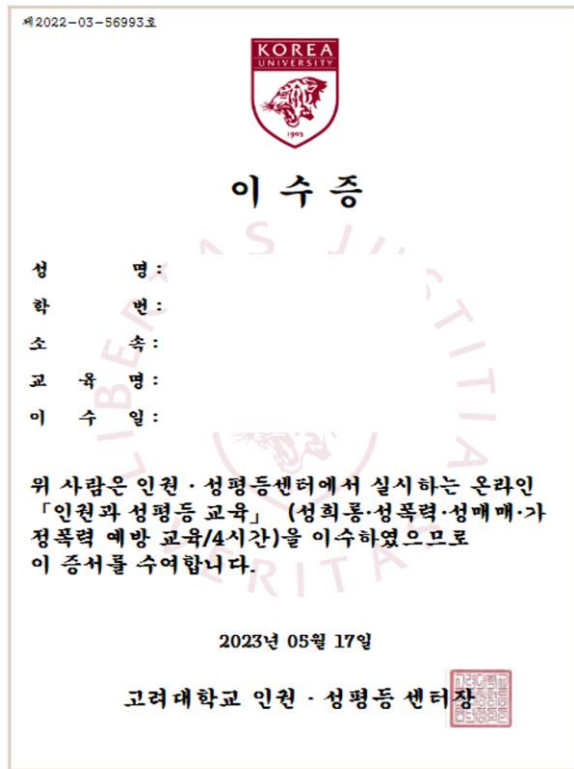 제2022-03-56993호
KOREA
UNIVERSITY
1905
이 수 증
LIBERTAS JUSTITIA VERITAS
성 명 :
학 번 :
소 속 :
교 육 명 :
이 수 일 :
위 사람은 인권 · 성평등센터에서 실시하는 온라인
「인권과 성평등 교육」 (성희롱·성폭력·성매매·가
정폭력 예방 교육/4시간)을 이수하였으므로
이 증서를 수여합니다.
2023년 05월 17일
고려대학교 인권 · 성평등 센터장